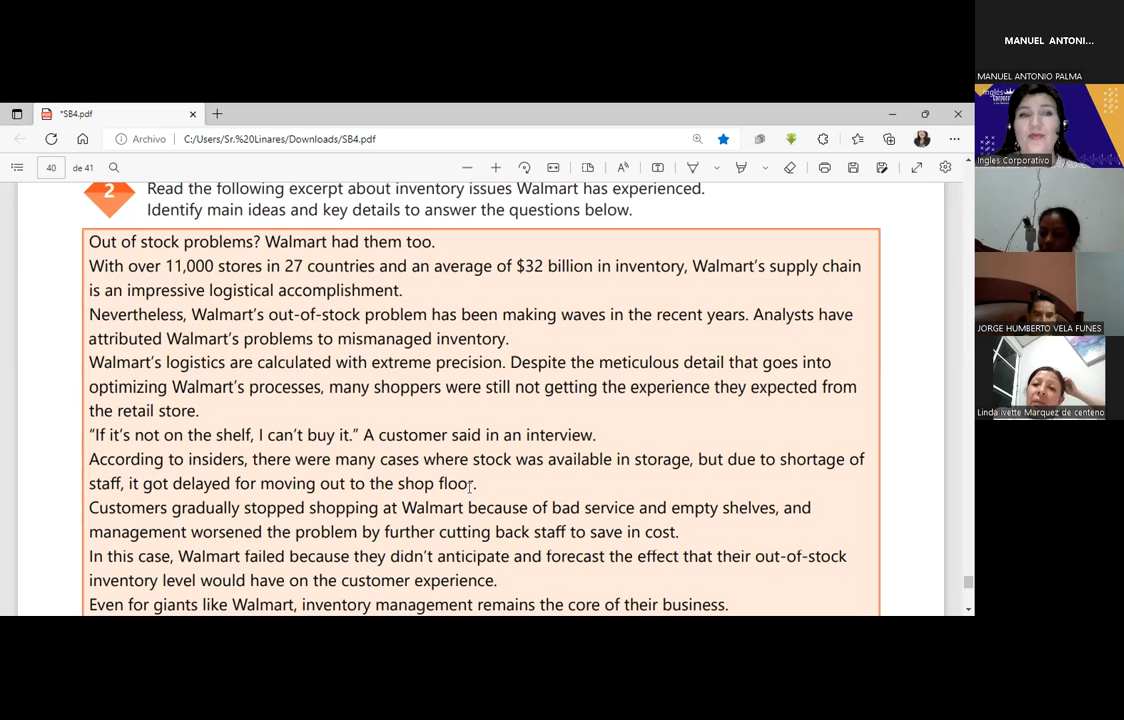 MANUEL ANTONI...
MANUEL ANTONIO PALMA
*SB4.pdf
Archivo
C:/Users/Sr.%20Linares/Downloads/SB4.pdf
Ingles Corporativo
40
de 41
2
Read the following excerpt about inventory issues Walmart has experienced.
Identify main ideas and key details to answer the questions below.
Out of stock problems? Walmart had them too.
With over 11,000 stores in 27 countries and an average of $32 billion in inventory, Walmart's supply chain
is an impressive logistical accomplishment.
Nevertheless, Walmart's out-of-stock problem has been making waves in the recent years. Analysts have
attributed Walmart's problems to mismanaged inventory.
Walmart's logistics are calculated with extreme precision. Despite the meticulous detail that goes into
optimizing Walmart's processes, many shoppers were still not getting the experience they expected from
the retail store.
“If it's not on the shelf, I can't buy it.” A customer said in an interview.
According to insiders, there were many cases where stock was available in storage, but due to shortage of
staff, it got delayed for moving out to the shop floor.
Customers gradually stopped shopping at Walmart because of bad service and empty shelves, and
management worsened the problem by further cutting back staff to save in cost.
In this case, Walmart failed because they didn't anticipate and forecast the effect that their out-of-stock
inventory level would have on the customer experience.
Even for giants like Walmart, inventory management remains the core of their business.
JORGE HUMBERTO VELA FUNES
Linda ivette Marquez de centeno